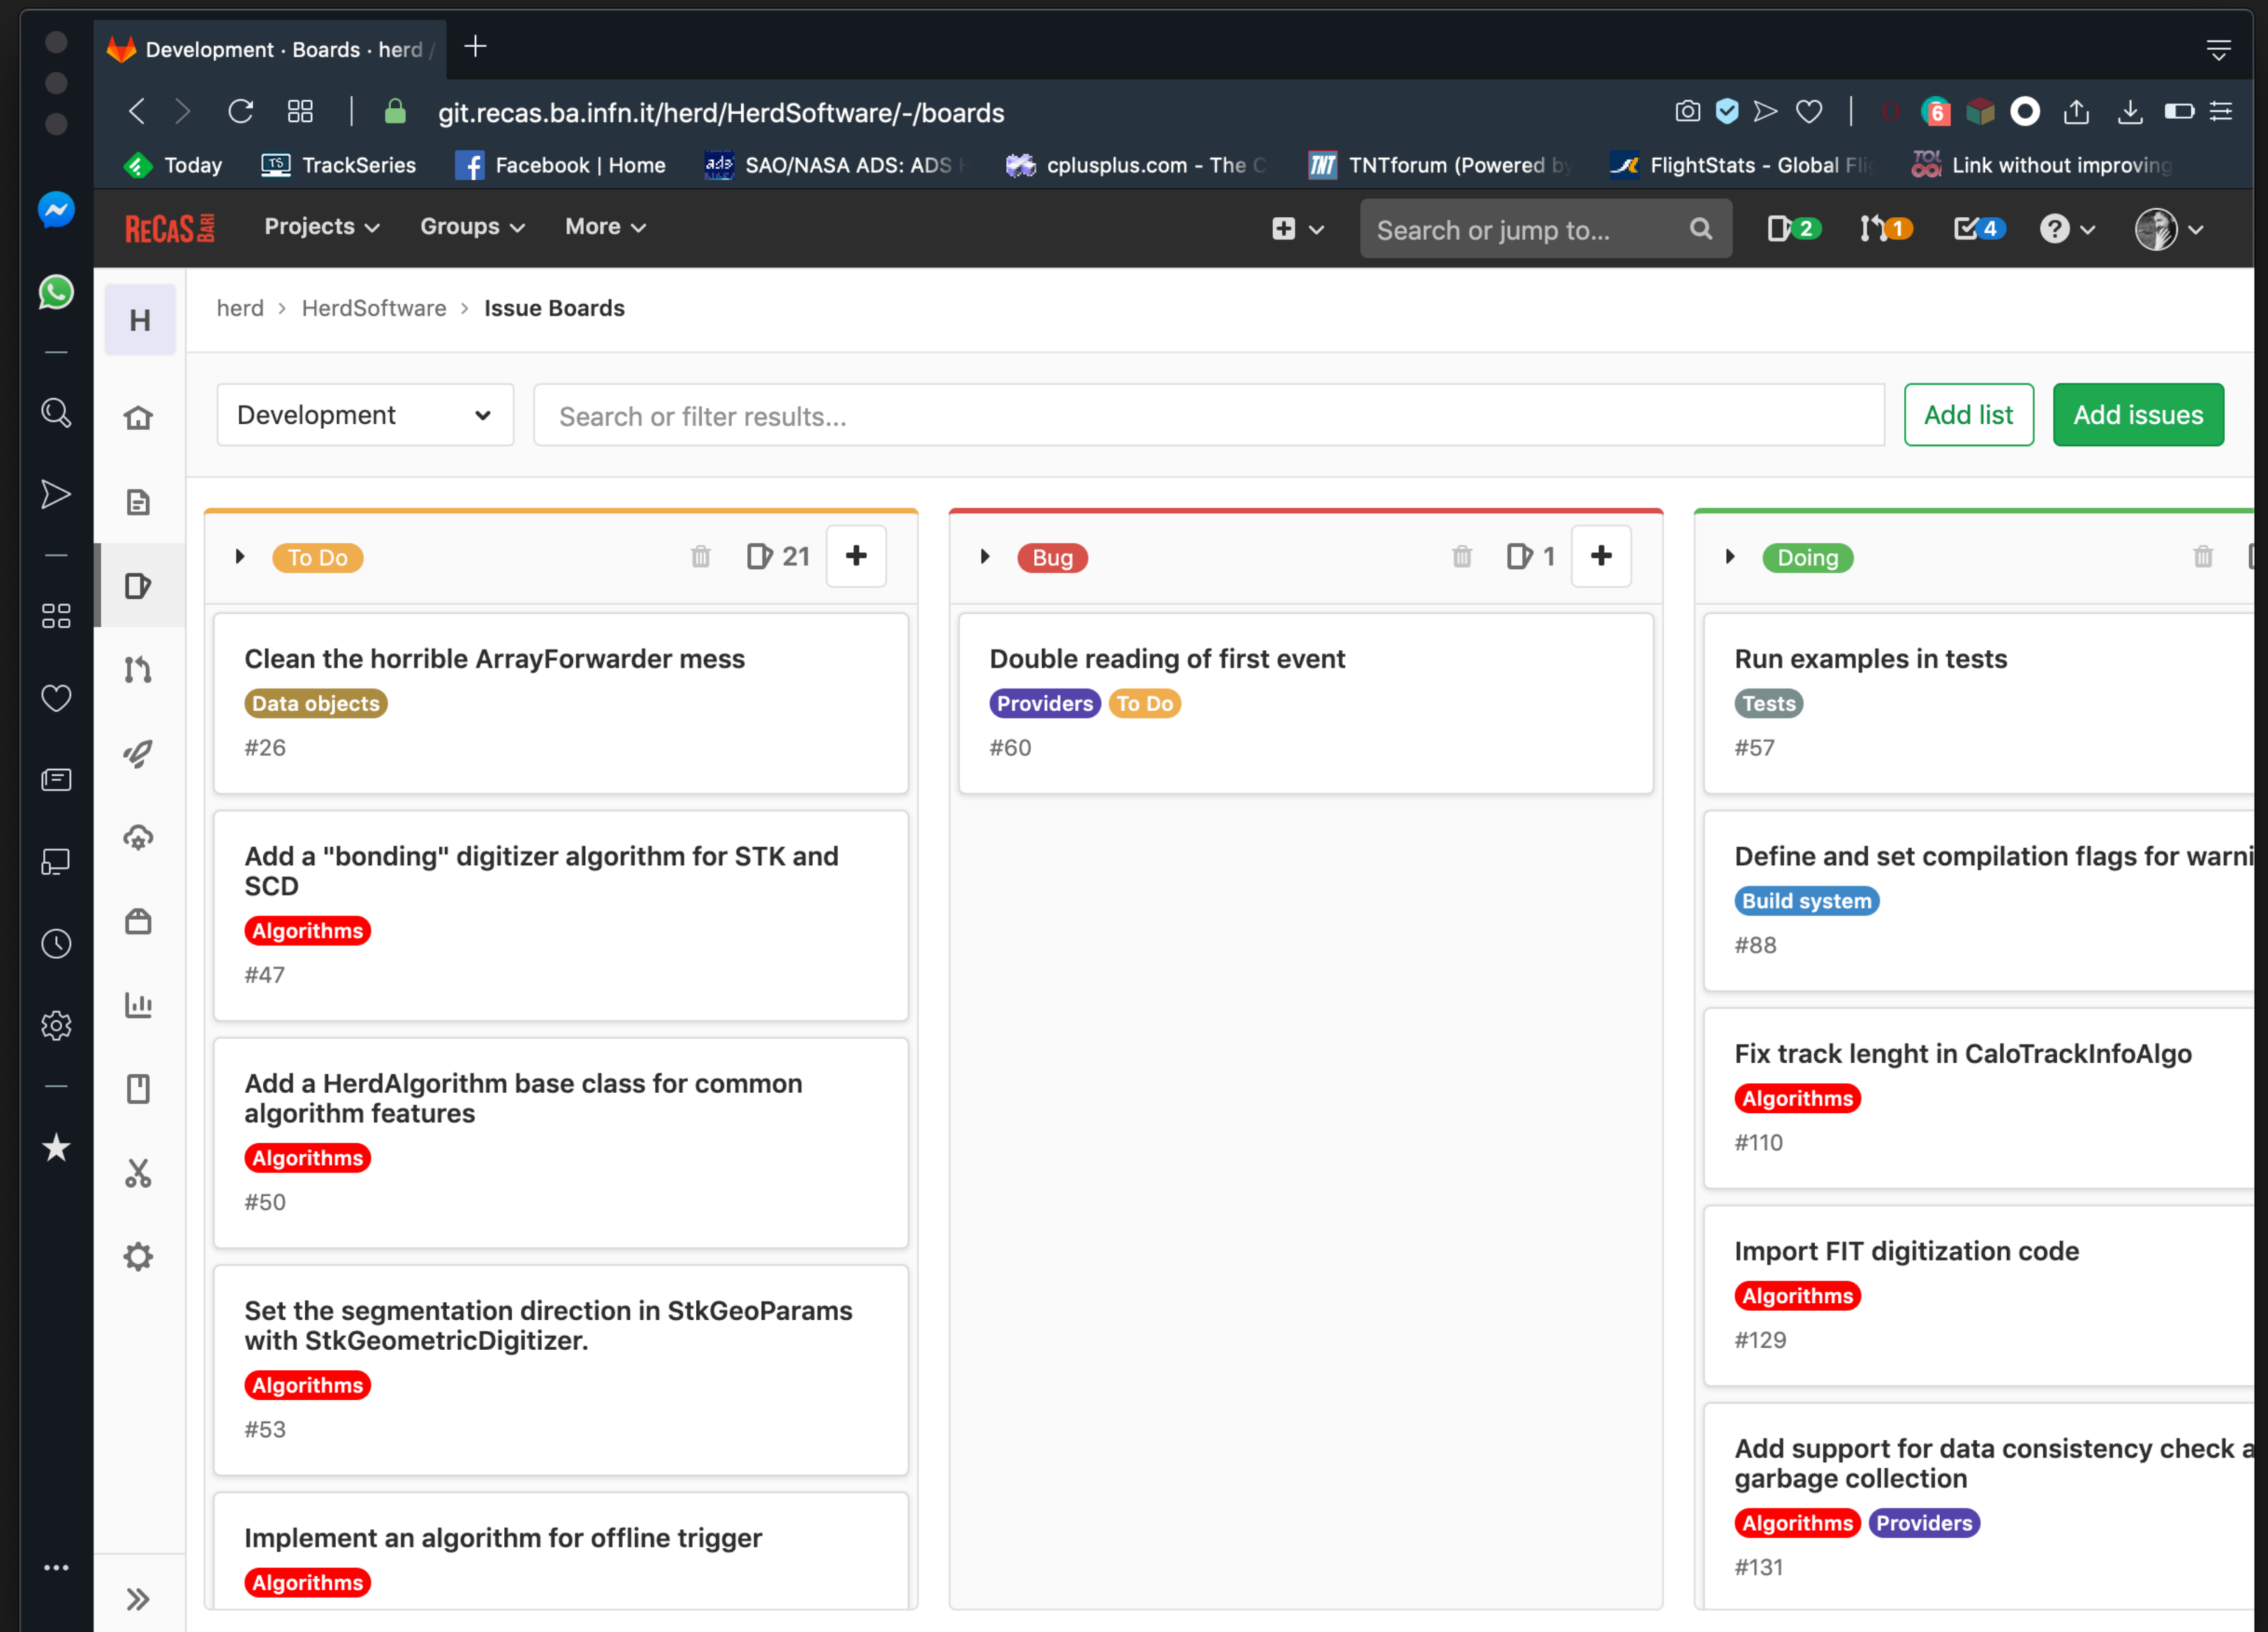 Development · Boards · herd /
git.recas.ba.infn.it/herd/HerdSoftware/-/boards
6
Today
TS
TrackSeries
Facebook | Home
ads
SAO/NASA ADS: ADS
cplusplus.com - The C
TNT
TNTforum (Powered by
FlightStats - Global Fli
Link without improving
ReCaS BARI
Projects
Groups
More
Search or jump to...
2
1
4
?
H
herd > HerdSoftware > Issue Boards
Development
Search or filter results...
Add list
Add issues
To Do
21
Clean the horrible ArrayForwarder mess
Data objects
#26
Add a "bonding" digitizer algorithm for STK and
SCD
Algorithms
#47
Add a HerdAlgorithm base class for common
algorithm features
Algorithms
#50
Set the segmentation direction in StkGeoParams
with StkGeometricDigitizer.
Algorithms
#53
Implement an algorithm for offline trigger
Algorithms
Bug
1
Double reading of first event
Providers To Do
#60
Doing
Run examples in tests
Tests
#57
Define and set compilation flags for warni
Build system
#88
Fix track lenght in CaloTrackInfoAlgo
Algorithms
#110
Import FIT digitization code
Algorithms
#129
Add support for data consistency check a
garbage collection
Algorithms Providers
#131